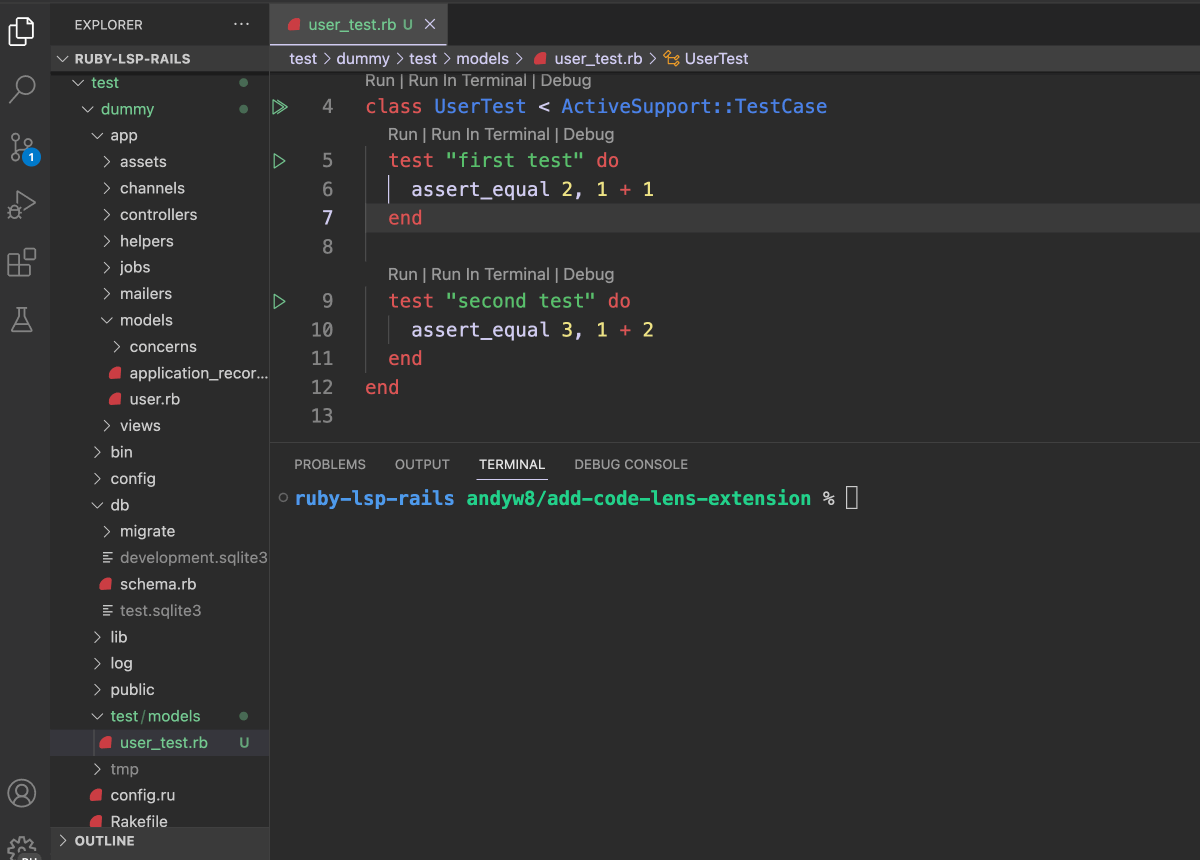 EXPLORER ···
RUBY-LSP-RAILS
test
dummy
app
assets
channels
controllers
helpers
jobs
mailers
models
concerns
application_recor...
user.rb
views
bin
config
db
migrate
development.sqlite3
schema.rb
test.sqlite3
lib
log
public
test/models
user_test.rb U
tmp
config.ru
Rakefile
OUTLINE
1
user_test.rb U
test > dummy > test > models > user_test.rb > UserTest
Run | Run In Terminal | Debug
4 class UserTest < ActiveSupport::TestCase
Run | Run In Terminal | Debug
5 test "first test" do
6 assert_equal 2, 1 + 1
7 end
8
Run | Run In Terminal | Debug
9 test "second test" do
10 assert_equal 3, 1 + 2
11 end
12 end
13
PROBLEMS OUTPUT TERMINAL DEBUG CONSOLE
ruby-lsp-rails andyw8/add-code-lens-extension %